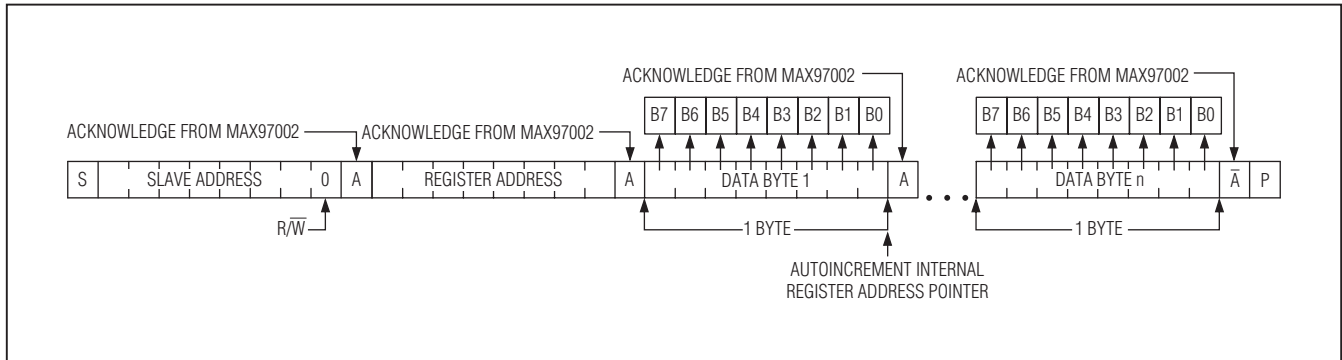 ACKNOWLEDGE FROM MAX97002
ACKNOWLEDGE FROM MAX97002
B7 B6 B5 B4 B3 B2 B1 B0
B7 B6 B5 B4 B3 B2 B1 B0
ACKNOWLEDGE FROM MAX97002
ACKNOWLEDGE FROM MAX97002
S SLAVE ADDRESS 0 A REGISTER ADDRESS A DATA BYTE 1 A • • • DATA BYTE n A̅ P
R/W̅
1 BYTE
1 BYTE
AUTOINCREMENT INTERNAL
REGISTER ADDRESS POINTER